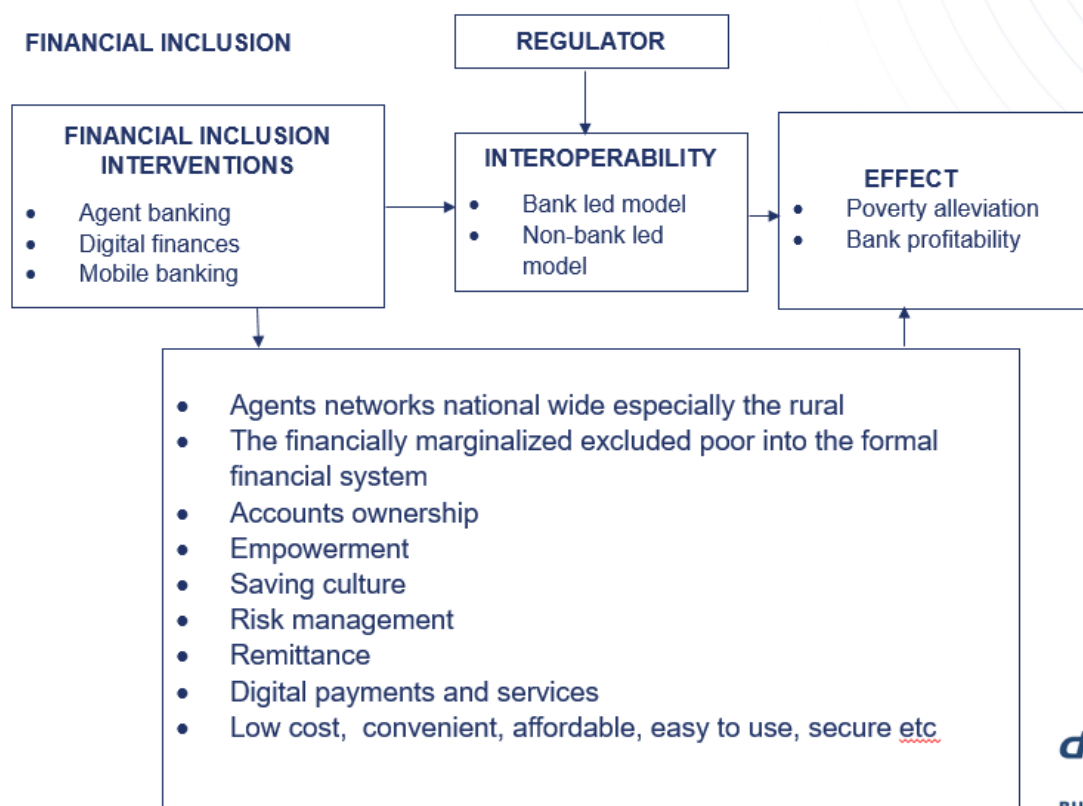 FINANCIAL INCLUSION
REGULATOR
FINANCIAL INCLUSION
INTERVENTIONS
• Agent banking
• Digital finances
• Mobile banking
INTEROPERABILITY
• Bank led model
• Non-bank led
model
EFFECT
• Poverty alleviation
• Bank profitability
• Agents networks national wide especially the rural
• The financially marginalized excluded poor into the formal
financial system
• Accounts ownership
• Empowerment
• Saving culture
• Risk management
• Remittance
• Digital payments and services
• Low cost, convenient, affordable, easy to use, secure etc